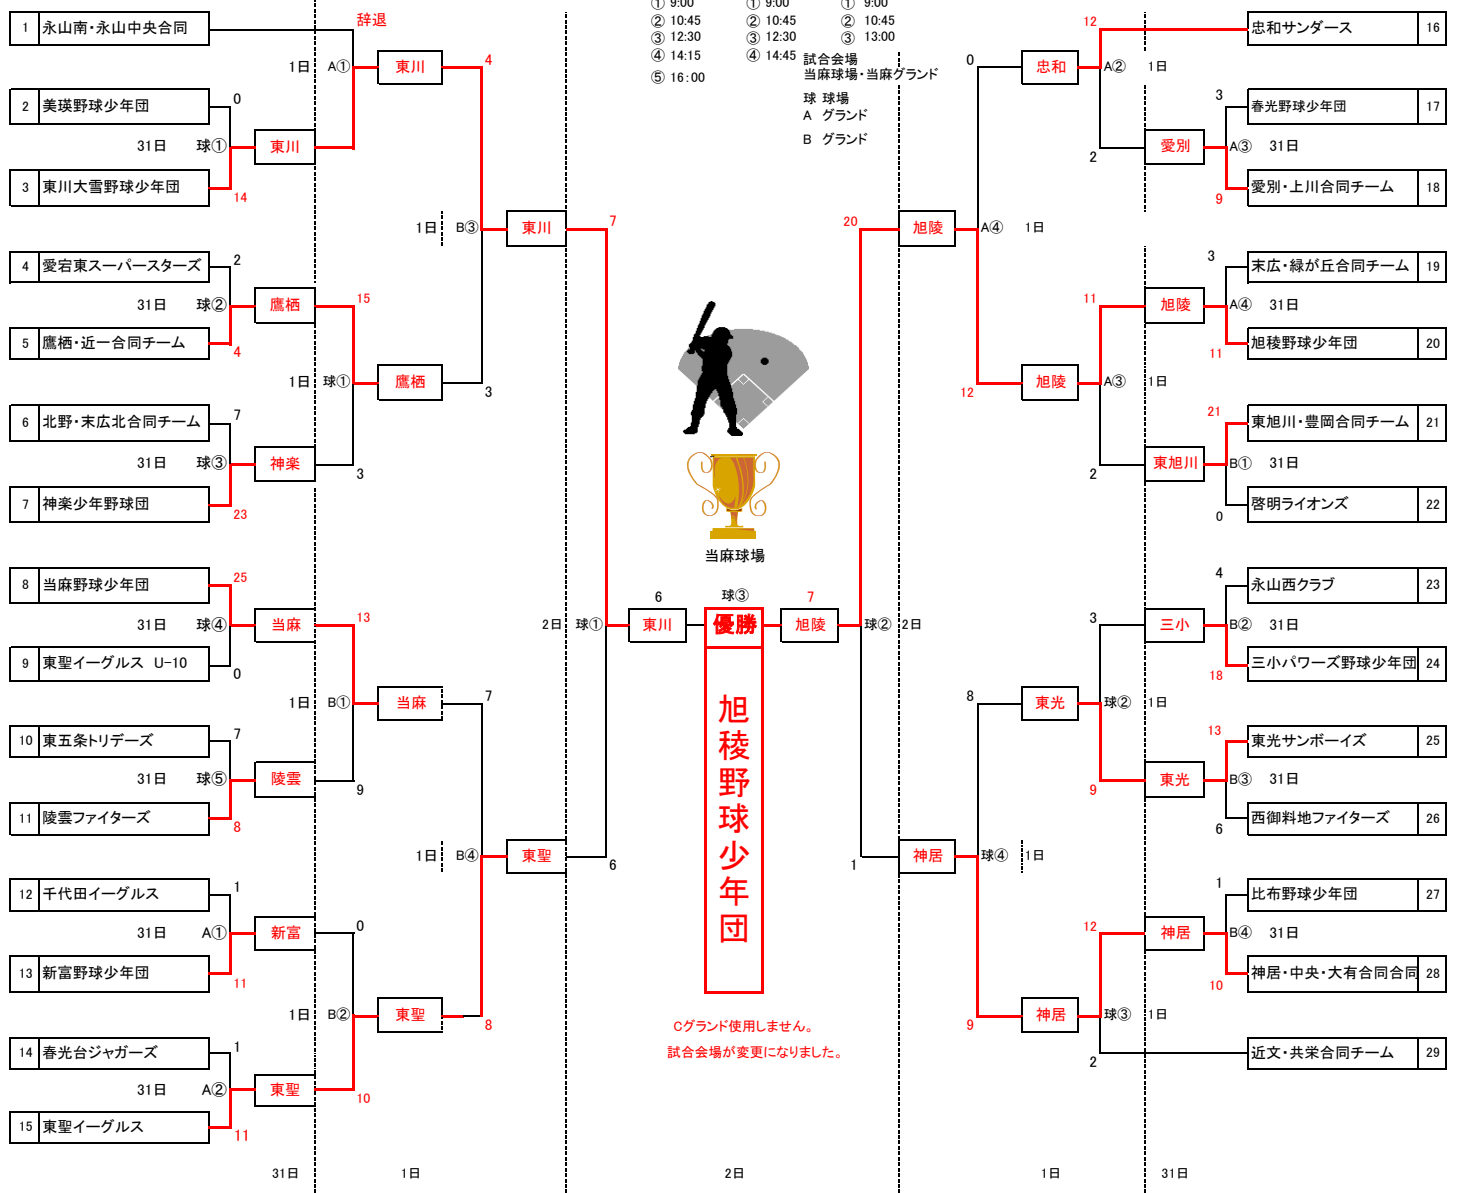 ① 9:00 ① 9:00 ① 9:00
② 10:45 ② 10:45 ② 10:45
③ 12:30 ③ 12:30 ③ 13:00
④ 14:15 ④ 14:45
⑤ 16:00
試合会場
当麻球場・当麻グランド
球 球場
A グランド
B グランド
辞退
1 永山南・永山中央合同
1日 A① 東川 4
2 美瑛野球少年団 0
31日 球① 東川
3 東川大雪野球少年団 14
1日 B③ 東川 7
4 愛宕東スーパースターズ 2
31日 球② 鷹栖 15
5 鷹栖・近一合同チーム 4
1日 球① 鷹栖 3
6 北野・末広北合同チーム 7
31日 球③ 神楽 3
7 神楽少年野球団 23
8 当麻野球少年団 25
31日 球④ 当麻 13
9 東聖イーグルス U-10 0
1日 B① 当麻 7
10 東五条トリデーズ 7
31日 球⑤ 陵雲 9
11 陵雲ファイターズ 8
1日 B④ 東聖 6
12 千代田イーグルス 1
31日 A① 新富 0
13 新富野球少年団 11
1日 B② 東聖 8
14 春光台ジャガーズ 1
31日 A② 東聖 10
15 東聖イーグルス 11
2日 球① 東川 6
当麻球場
球③
優勝
旭稜野球少年団
7 旭陵 球② 2日
Cグランド使用しません。
試合会場が変更になりました。
12 忠和サンダース 16
0 忠和 A② 1日
3 春光野球少年団 17
2 愛別 A③ 31日
9 愛別・上川合同チーム 18
20 旭陵 A④ 1日
3 末広・緑が丘合同チーム 19
11 旭陵 A④ 31日
11 旭稜野球少年団 20
12 旭陵 A③ 1日
21 東旭川・豊岡合同チーム 21
2 東旭川 B① 31日
0 啓明ライオンズ 22
4 永山西クラブ 23
3 三小 B② 31日
18 三小パワーズ野球少年団 24
8 東光 球② 1日
13 東光サンボーイズ 25
9 東光 B③ 31日
6 西御料地ファイターズ 26
1 神居 球④ 1日
1 比布野球少年団 27
12 神居 B④ 31日
10 神居・中央・大有合同合同 28
9 神居 球③ 1日
2 近文・共栄合同チーム 29
31日 1日 2日 1日 31日